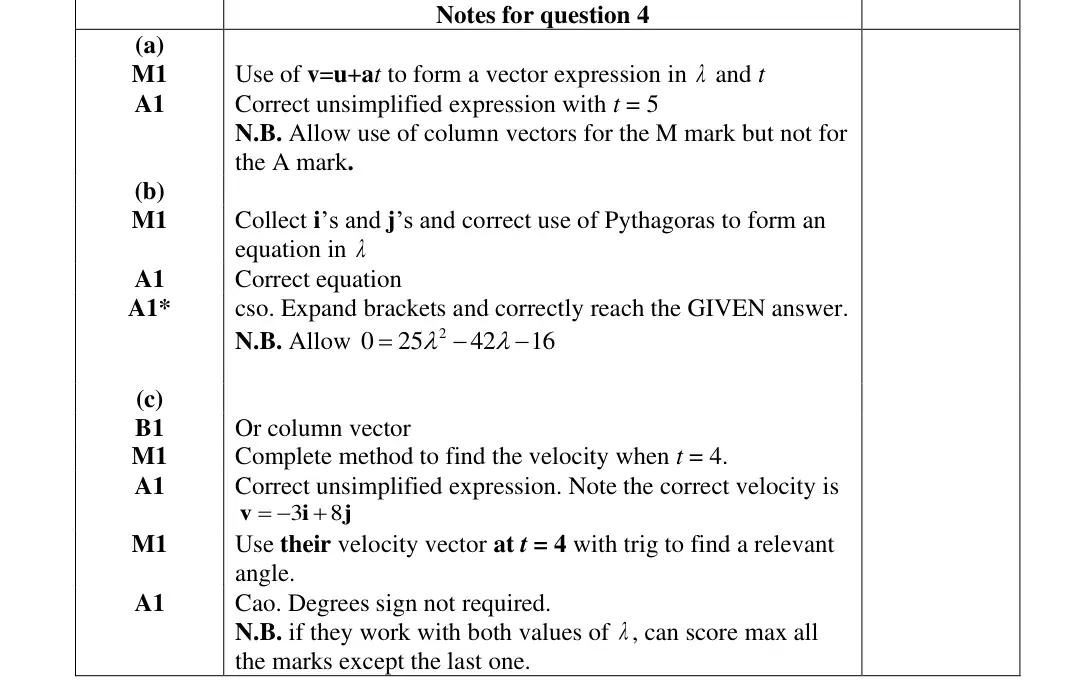 Notes for question 4
(a)
M1 Use of v=u+at to form a vector expression in λ and t
A1 Correct unsimplified expression with t = 5
N.B. Allow use of column vectors for the M mark but not for
the A mark.
(b)
M1 Collect i’s and j’s and correct use of Pythagoras to form an
equation in λ
A1 Correct equation
A1* cso. Expand brackets and correctly reach the GIVEN answer.
N.B. Allow 0 = 25λ² − 42λ − 16
(c)
B1 Or column vector
M1 Complete method to find the velocity when t = 4.
A1 Correct unsimplified expression. Note the correct velocity is
v = −3i + 8j
M1 Use their velocity vector at t = 4 with trig to find a relevant
angle.
A1 Cao. Degrees sign not required.
N.B. if they work with both values of λ, can score max all
the marks except the last one.